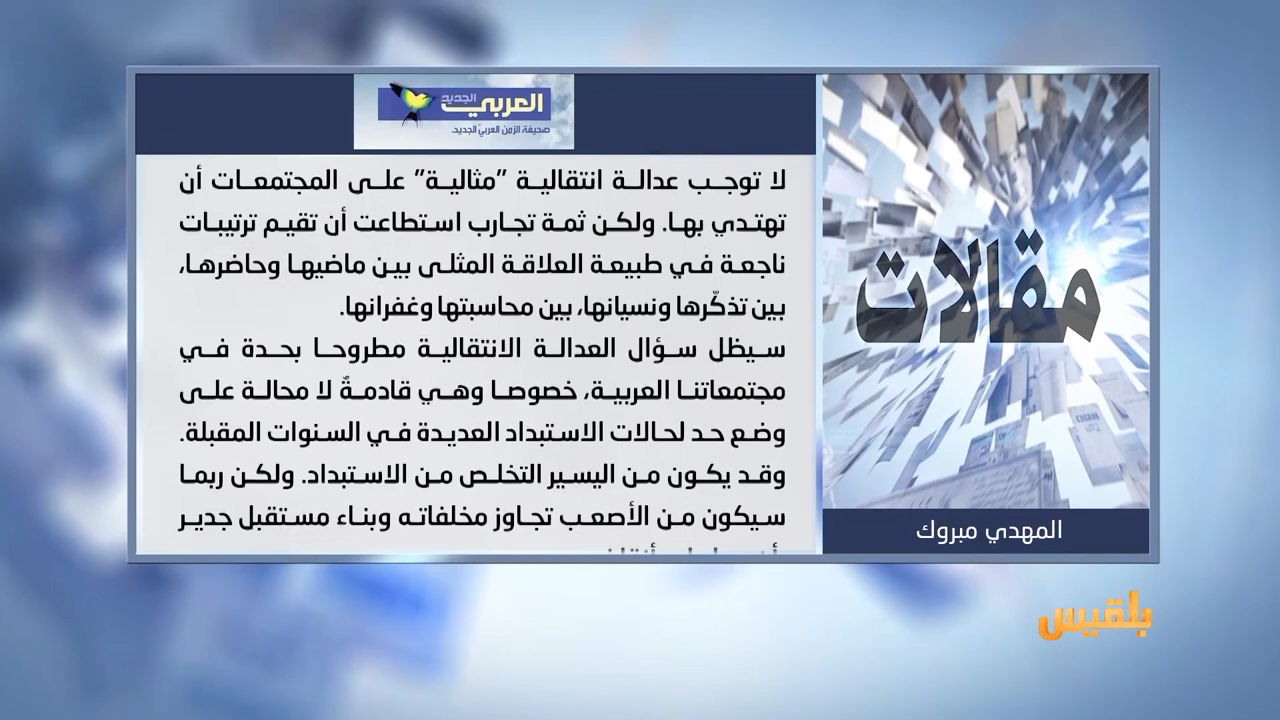 العربي الجديد
صحيفة الزمن العربيّ الجديد.
لا توجب عدالة انتقالية "مثالية" على المجتمعات أن
تهتدي بها. ولكن ثمة تجارب استطاعت أن تقيم ترتيبات
ناجعة في طبيعة العلاقة المثلى بين ماضيها وحاضرها،
بين تذكّرها ونسيانها، بين محاسبتها وغفرانها.
سيظل سؤال العدالة الانتقالية مطروحا بحدة في
مجتمعاتنا العربية، خصوصا وهي قادمةٌ لا محالة على
وضع حد لحالات الاستبداد العديدة في السنوات المقبلة.
وقد يكون من اليسير التخلص من الاستبداد. ولكن ربما
سيكون من الأصعب تجاوز مخلفاته وبناء مستقبل جدير
مقالات
المهدي مبروك
بلقيس